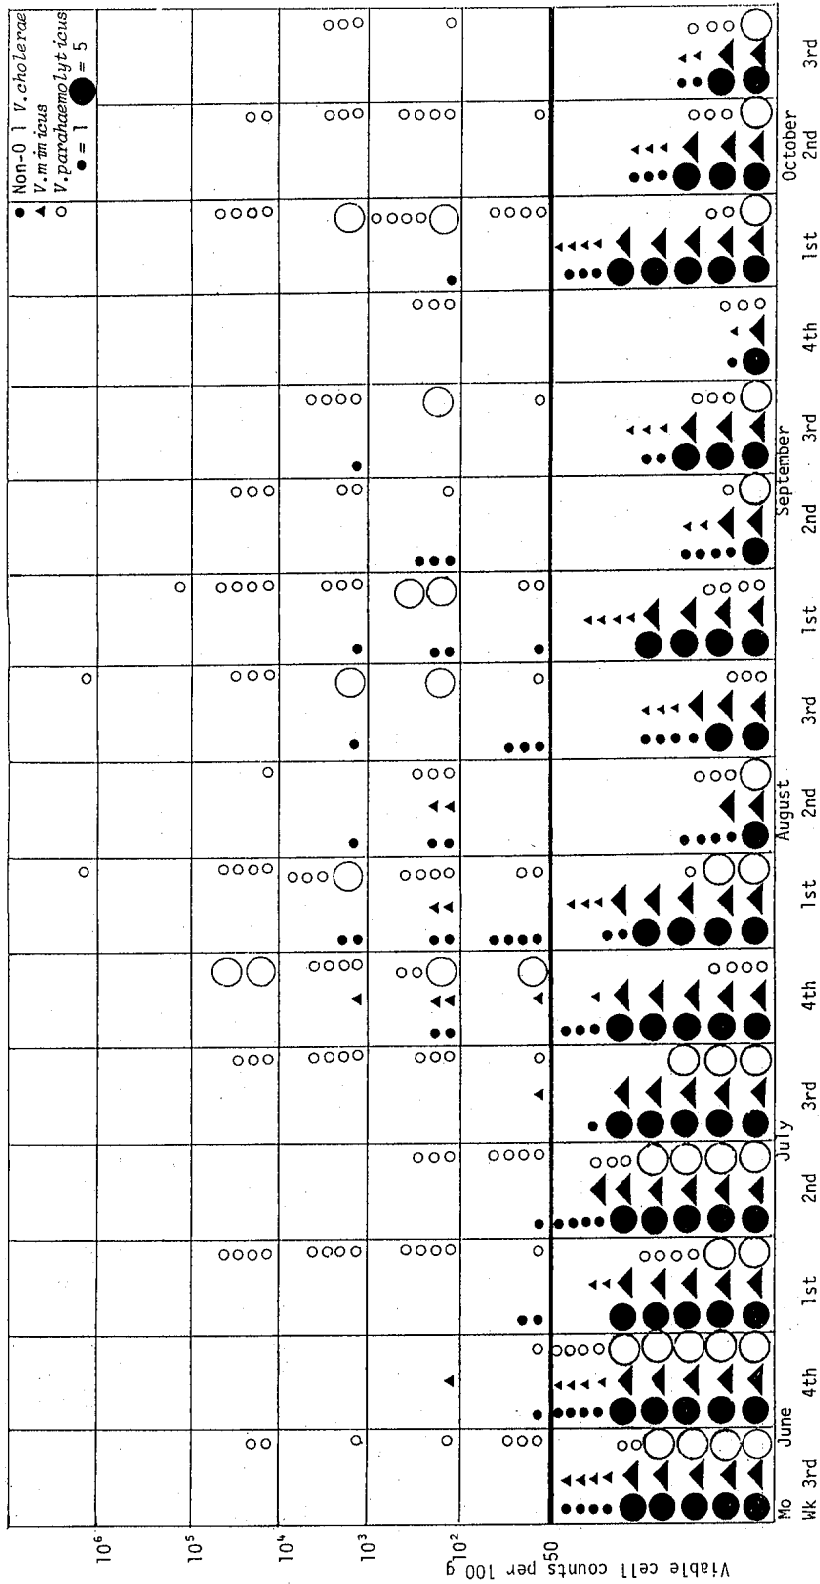 ● Non-O 1 V.cholerae
▲ V.mimicus
○ V.parahaemolyticus
● = 1 ● = 5
10⁶
10⁵
10⁴
10³
10²
50
Viable cell counts per 100 g
Mo June July August September October
Wk 3rd 4th 1st 2nd 3rd 4th 1st 2nd 3rd 1st 2nd 3rd 4th 1st 2nd 3rd